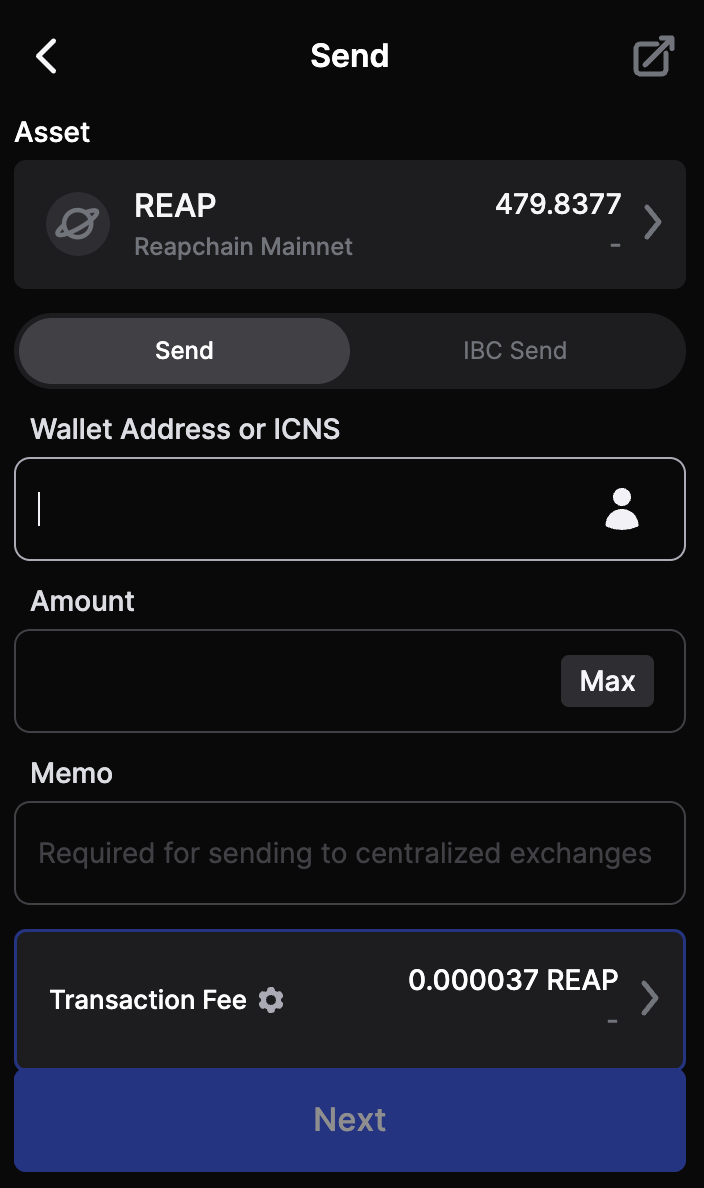 Send
Asset
REAP
479.8377
Reapchain Mainnet
-
Send
IBC Send
Wallet Address or ICNS
Amount
Max
Memo
Required for sending to centralized exchanges
Transaction Fee
0.000037 REAP
-
Next